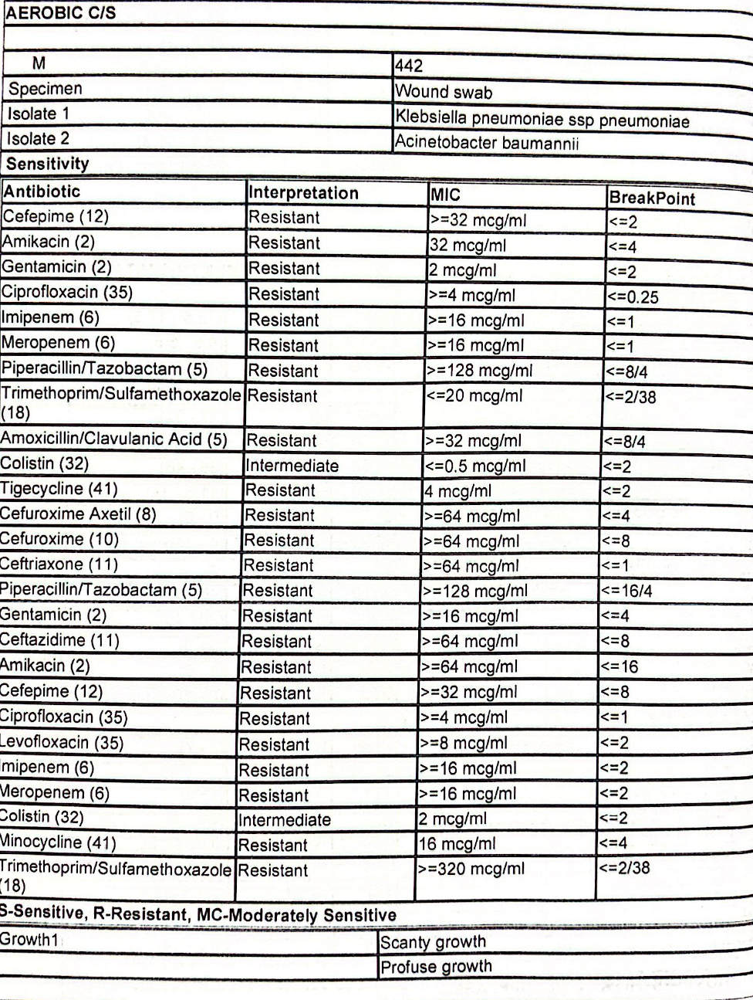 AEROBIC C/S
M 442
Specimen Wound swab
Isolate 1 Klebsiella pneumoniae ssp pneumoniae
Isolate 2 Acinetobacter baumannii
Sensitivity
Antibiotic Interpretation MIC BreakPoint
Cefepime (12) Resistant >=32 mcg/ml <=2
Amikacin (2) Resistant 32 mcg/ml <=4
Gentamicin (2) Resistant 2 mcg/ml <=2
Ciprofloxacin (35) Resistant >=4 mcg/ml <=0.25
Imipenem (6) Resistant >=16 mcg/ml <=1
Meropenem (6) Resistant >=16 mcg/ml <=1
Piperacillin/Tazobactam (5) Resistant >=128 mcg/ml <=8/4
Trimethoprim/Sulfamethoxazole Resistant <=20 mcg/ml <=2/38
(18)
Amoxicillin/Clavulanic Acid (5) Resistant >=32 mcg/ml <=8/4
Colistin (32) Intermediate <=0.5 mcg/ml <=2
Tigecycline (41) Resistant 4 mcg/ml <=2
Cefuroxime Axetil (8) Resistant >=64 mcg/ml <=4
Cefuroxime (10) Resistant >=64 mcg/ml <=8
Ceftriaxone (11) Resistant >=64 mcg/ml <=1
Piperacillin/Tazobactam (5) Resistant >=128 mcg/ml <=16/4
Gentamicin (2) Resistant >=16 mcg/ml <=4
Ceftazidime (11) Resistant >=64 mcg/ml <=8
Amikacin (2) Resistant >=64 mcg/ml <=16
Cefepime (12) Resistant >=32 mcg/ml <=8
Ciprofloxacin (35) Resistant >=4 mcg/ml <=1
Levofloxacin (35) Resistant >=8 mcg/ml <=2
Imipenem (6) Resistant >=16 mcg/ml <=2
Meropenem (6) Resistant >=16 mcg/ml <=2
Colistin (32) Intermediate 2 mcg/ml <=2
Minocycline (41) Resistant 16 mcg/ml <=4
Trimethoprim/Sulfamethoxazole Resistant >=320 mcg/ml <=2/38
(18)
S-Sensitive, R-Resistant, MC-Moderately Sensitive
Growth1 Scanty growth
Profuse growth